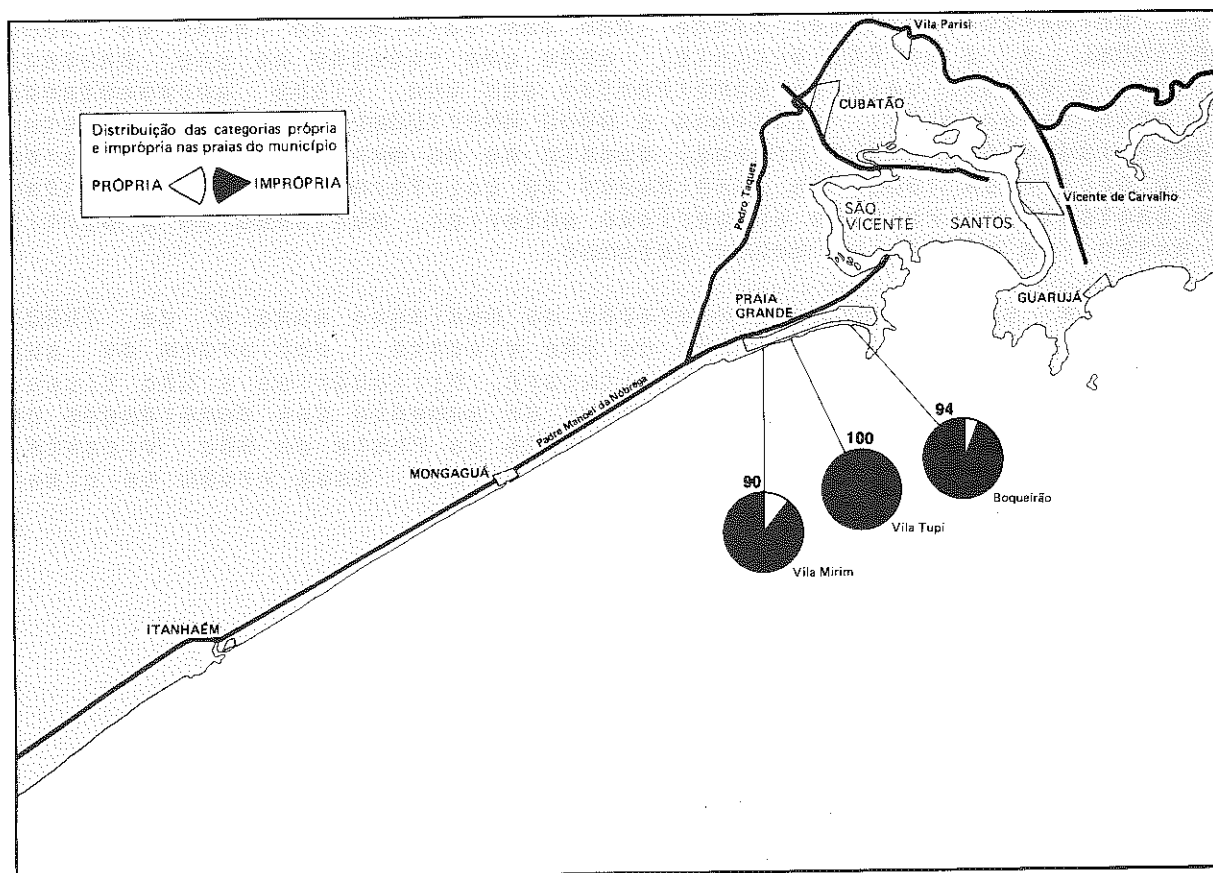 Vila Parisi
Distribuição das categorias própria
e imprópria nas praias do município
PRÓPRIA IMPRÓPRIA
CUBATÃO
Pedro Taques
Vicente de Carvalho
SÃO
VICENTE
SANTOS
GUARUJÁ
PRAIA
GRANDE
Padre Manoel da Nóbrega
MONGAGUÁ
94
100
90
Boqueirão
Vila Tupi
Vila Mirim
ITANHAÉM